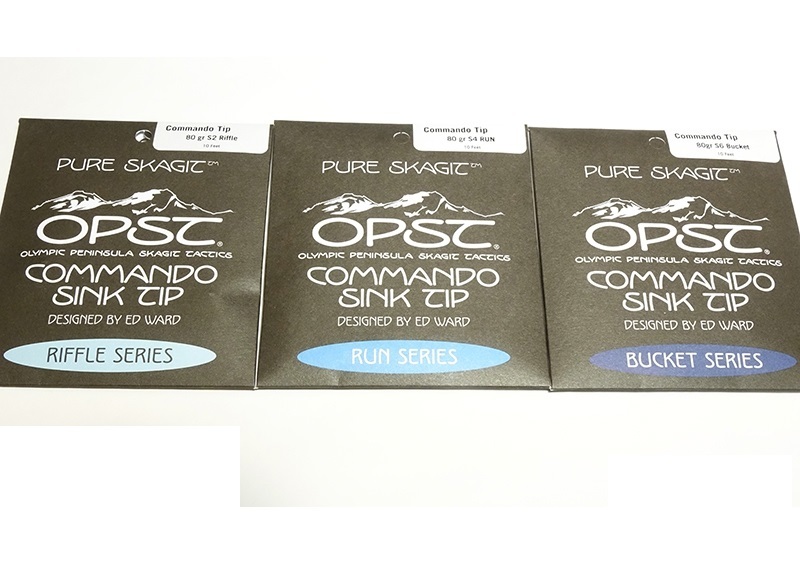 Commando Tip
80 gr S2 Riffle
10 Feet
PURE SKAGIT™
OPST®
OLYMPIC PENINSULA SKAGIT TACTICS
COMMANDO
SINK TIP
DESIGNED BY ED WARD
RIFFLE SERIES
Commando Tip
80 gr S4 RUN
10 Feet
PURE SKAGIT™
OPST®
OLYMPIC PENINSULA SKAGIT TACTICS
COMMANDO
SINK TIP
DESIGNED BY ED WARD
RUN SERIES
Commando Tip
80gr S6 Bucket
10 Feet
PURE SKAGIT™
OPST®
OLYMPIC PENINSULA SKAGIT TACTICS
COMMANDO
SINK TIP
DESIGNED BY ED WARD
BUCKET SERIES